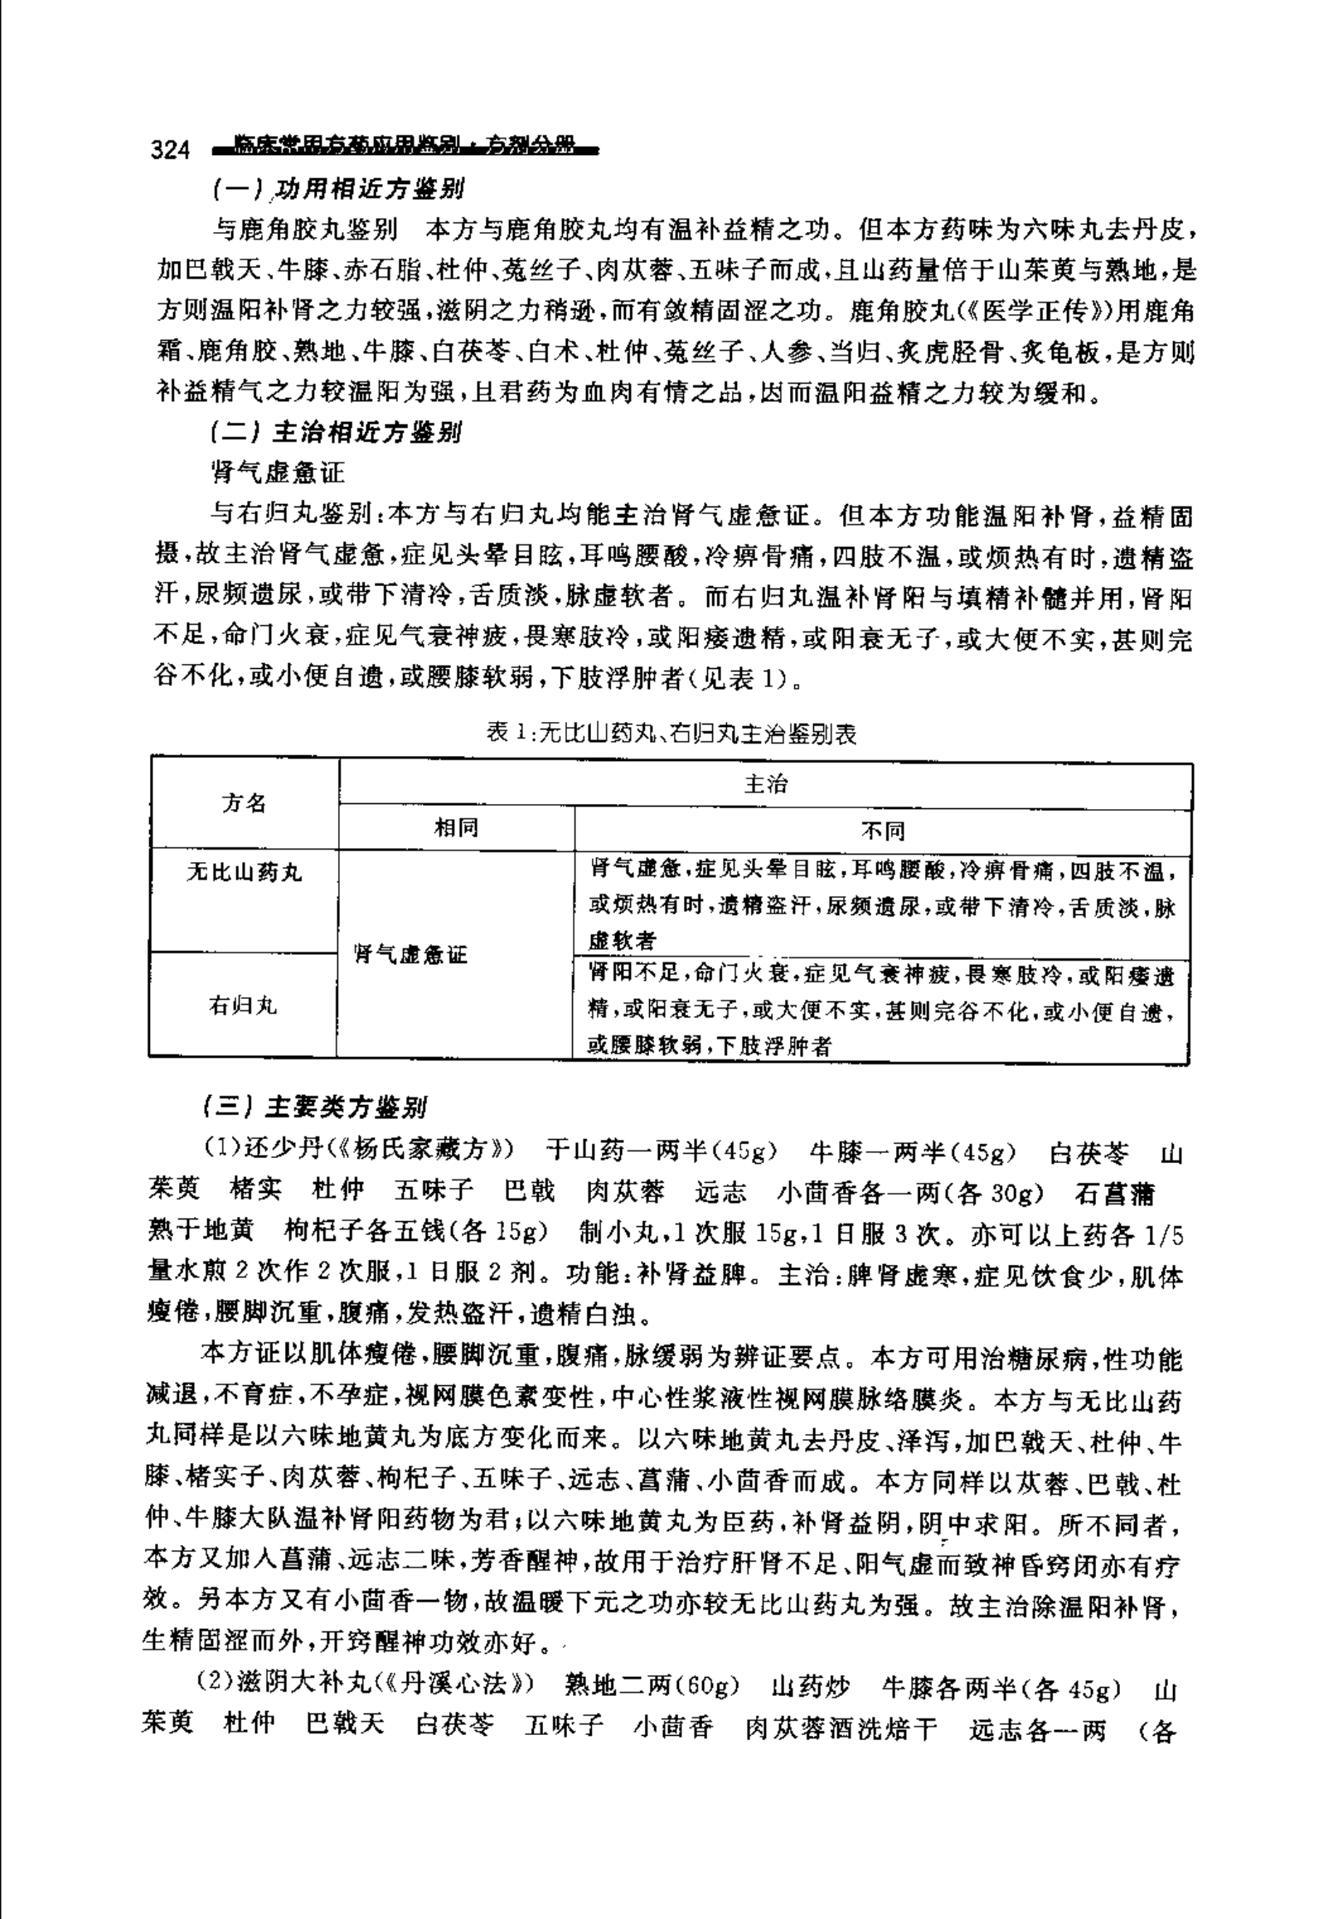 324 临床常用方药应用鉴别·方剂分册
(一)功用相近方鉴别
与鹿角胶丸鉴别 本方与鹿角胶丸均有温补益精之功。但本方药味为六味丸去丹皮,
加巴戟天、牛膝、赤石脂、杜仲、菟丝子、肉苁蓉、五味子而成,且山药量倍于山茱萸与熟地,是
方则温阳补肾之力较强,滋阴之力稍逊,而有敛精固涩之功。鹿角胶丸(《医学正传》)用鹿角
霜、鹿角胶、熟地、牛膝、白茯苓、白术、杜仲、菟丝子、人参、当归、炙虎胫骨、炙龟板,是方则
补益精气之力较温阳为强,且君药为血肉有情之品,因而温阳益精之力较为缓和。
(二)主治相近方鉴别
肾气虚惫证
与右归丸鉴别:本方与右归丸均能主治肾气虚惫证。但本方功能温阳补肾,益精固
摄,故主治肾气虚惫,症见头晕目眩,耳鸣腰酸,冷痹骨痛,四肢不温,或烦热有时,遗精盗
汗,尿频遗尿,或带下清冷,舌质淡,脉虚软者。而右归丸温补肾阳与填精补髓并用,肾阳
不足,命门火衰,症见气衰神疲,畏寒肢冷,或阳痿遗精,或阳衰无子,或大便不实,甚则完
谷不化,或小便自遗,或腰膝软弱,下肢浮肿者(见表1)。
表1:无比山药丸、右归丸主治鉴别表
方名
主治
相同
不同
无比山药丸
肾气虚惫,症见头晕目眩,耳鸣腰酸,冷痹骨痛,四肢不温,
或烦热有时,遗精盗汗,尿频遗尿,或带下清冷,舌质淡,脉
虚软者
肾气虚惫证
右归丸
肾阳不足,命门火衰,症见气衰神疲,畏寒肢冷,或阳痿遗
精,或阳衰无子,或大便不实,甚则完谷不化,或小便自遗,
或腰膝软弱,下肢浮肿者
(三)主要类方鉴别
(1)还少丹(《杨氏家藏方》) 干山药一两半(45g) 牛膝一两半(45g) 白茯苓 山
茱萸 楮实 杜仲 五味子 巴戟 肉苁蓉 远志 小茴香各一两(各30g) 石菖蒲
熟干地黄 枸杞子各五钱(各15g) 制小丸,1次服15g,1日服3次。亦可以上药各1/5
量水煎2次作2次服,1日服2剂。功能:补肾益脾。主治:脾肾虚寒,症见饮食少,肌体
瘦倦,腰脚沉重,腹痛,发热盗汗,遗精白浊。
本方证以肌体瘦倦,腰脚沉重,腹痛,脉缓弱为辨证要点。本方可用治糖尿病,性功能
减退,不育症,不孕症,视网膜色素变性,中心性浆液性视网膜脉络膜炎。本方与无比山药
丸同样是以六味地黄丸为底方变化而来。以六味地黄丸去丹皮、泽泻,加巴戟天、杜仲、牛
膝、楮实子、肉苁蓉、枸杞子、五味子、远志、菖蒲、小茴香而成。本方同样以苁蓉、巴戟、杜
仲、牛膝大队温补肾阳药物为君;以六味地黄丸为臣药,补肾益阴,阴中求阳。所不同者,
本方又加入菖蒲、远志二味,芳香醒神,故用于治疗肝肾不足、阳气虚而致神昏窍闭亦有疗
效。另本方又有小茴香一物,故温暖下元之功亦较无比山药丸为强。故主治除温阳补肾,
生精固涩而外,开窍醒神功效亦好。
(2)滋阴大补丸(《丹溪心法》) 熟地二两(60g) 山药炒 牛膝各两半(各45g) 山
茱萸 杜仲 巴戟天 白茯苓 五味子 小茴香 肉苁蓉酒洗焙干 远志各一两 (各